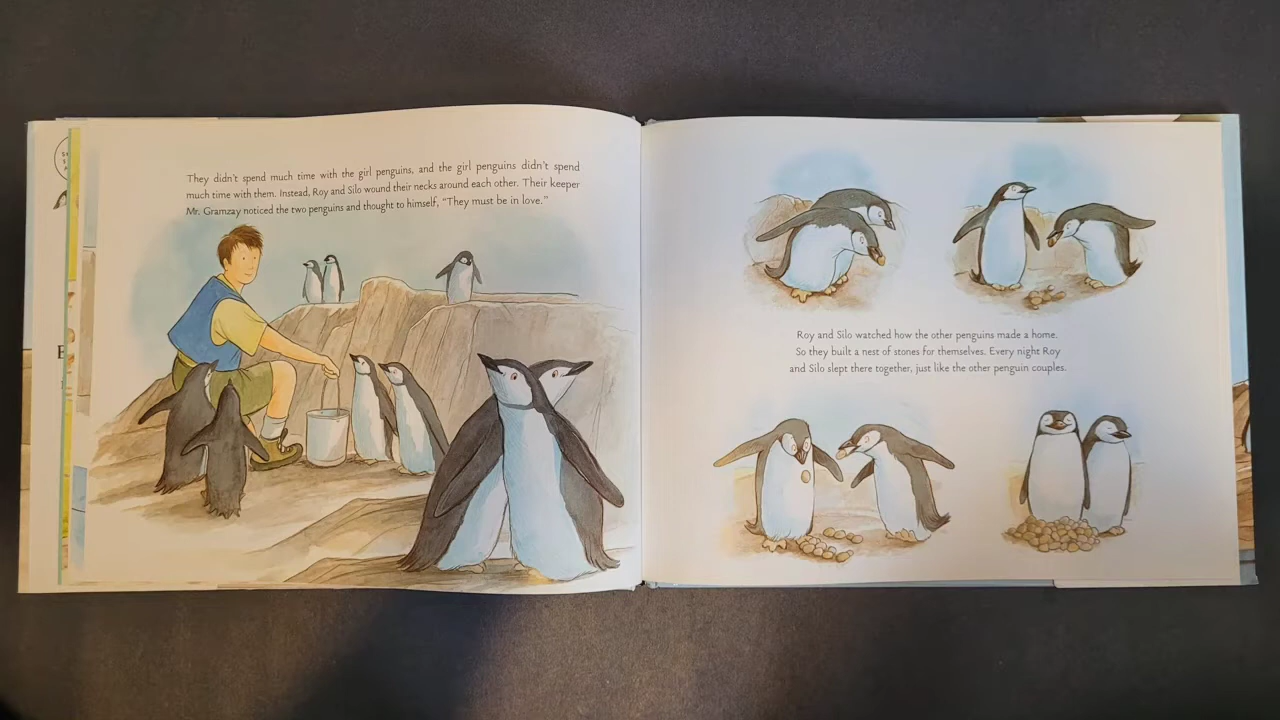 They didn't spend much time with the girl penguins, and the girl penguins didn't spend
much time with them. Instead, Roy and Silo wound their necks around each other. Their keeper
Mr. Gramzay noticed the two penguins and thought to himself, "They must be in love."
Roy and Silo watched how the other penguins made a home.
So they built a nest of stones for themselves. Every night Roy
and Silo slept there together, just like the other penguin couples.